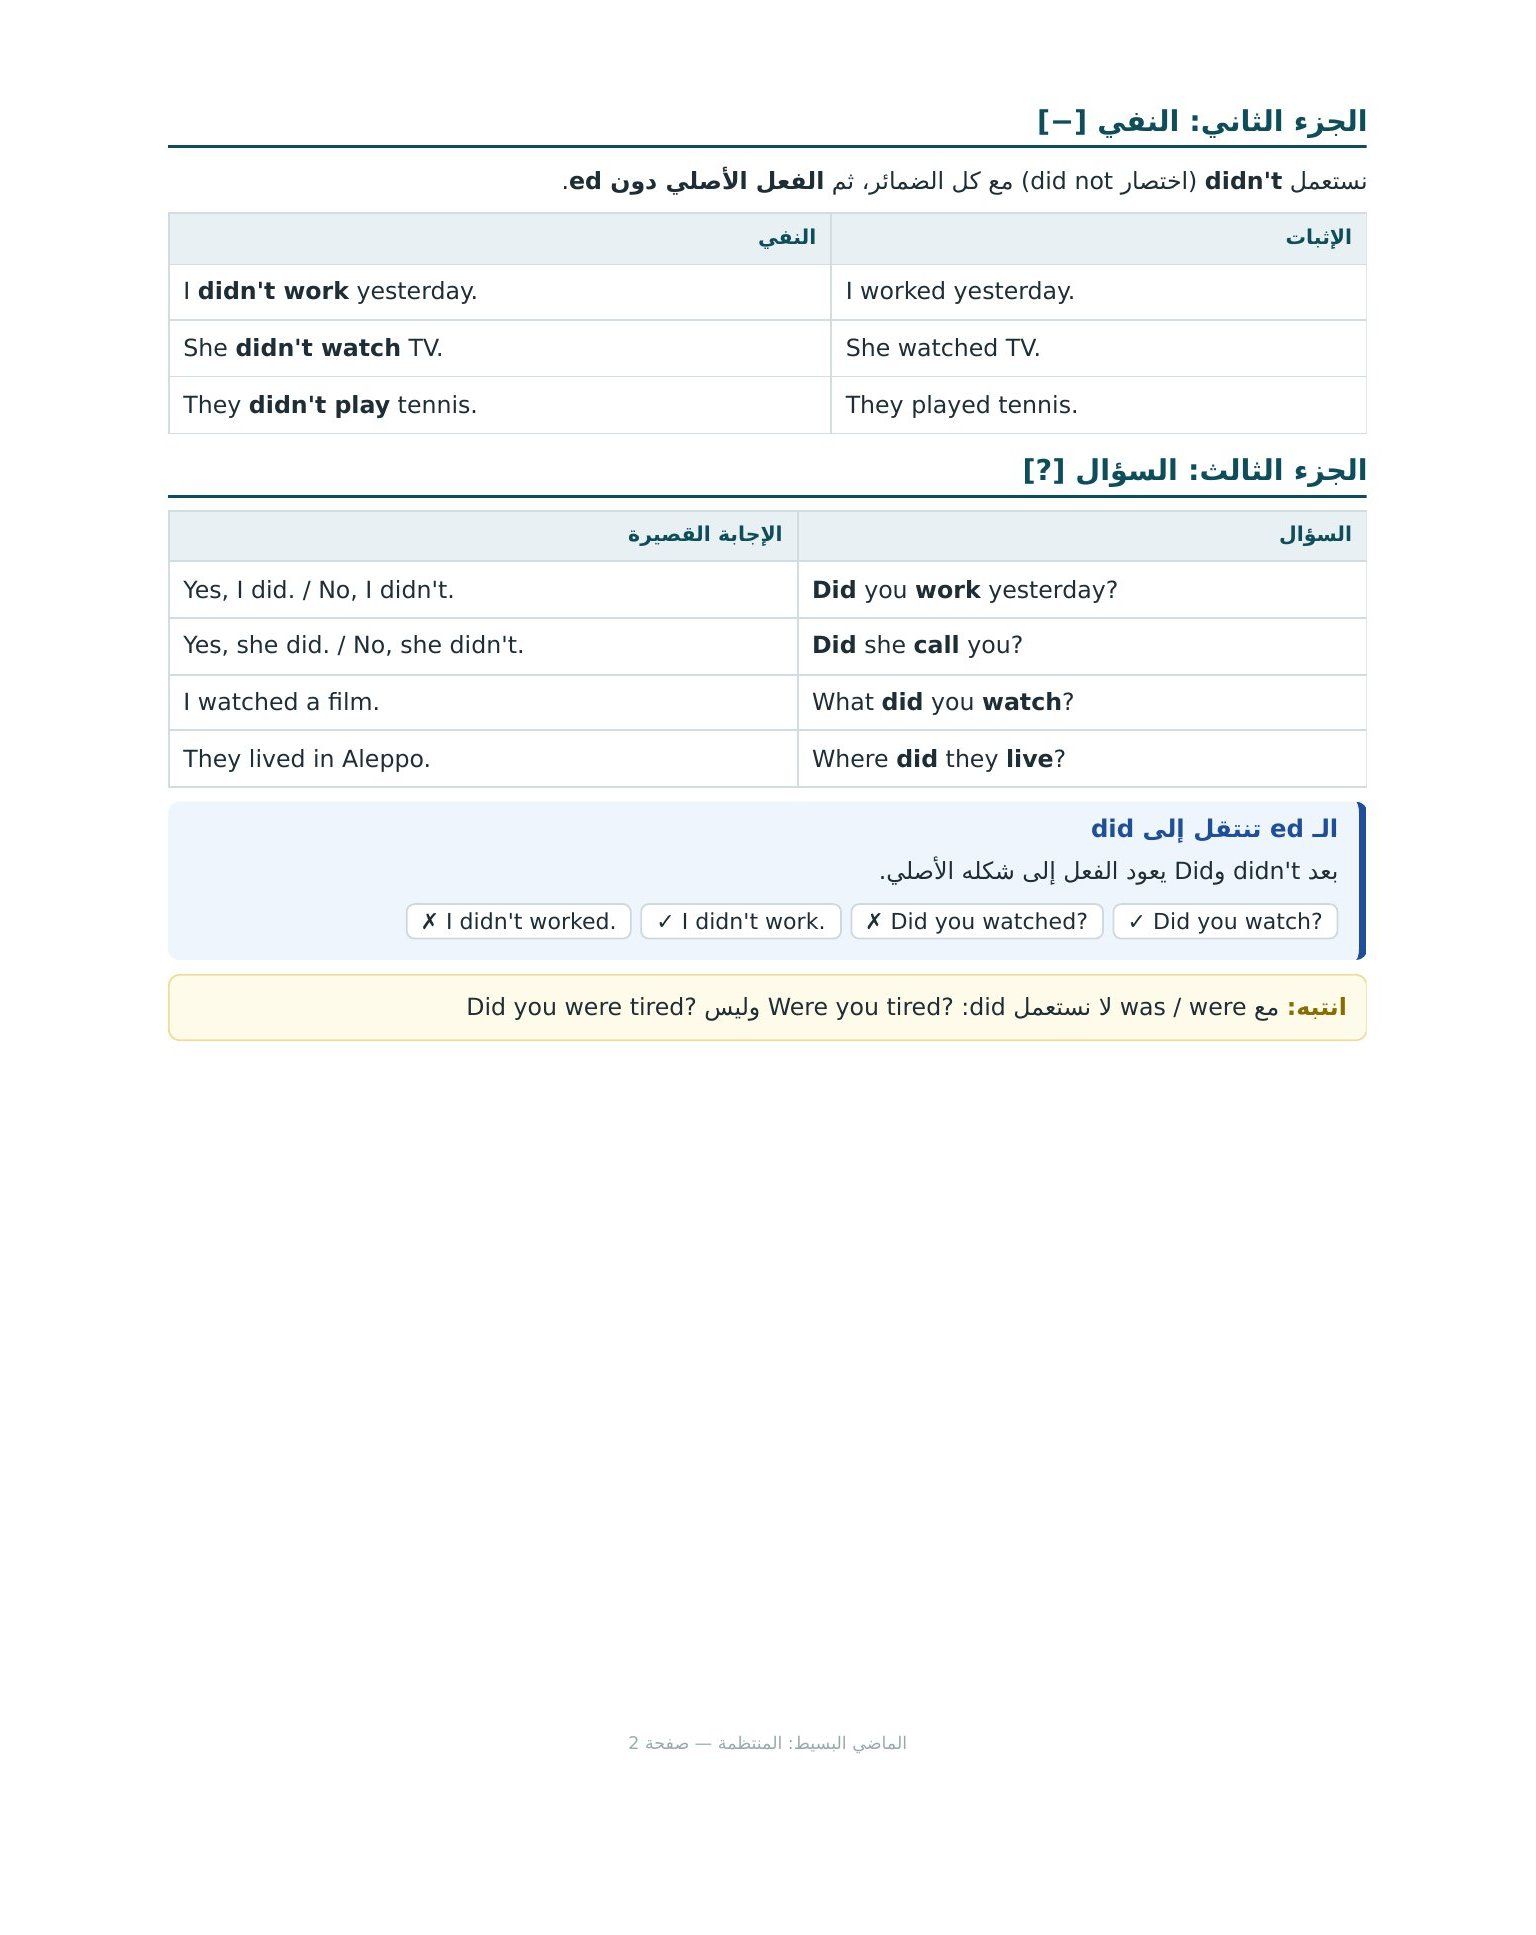 الجزء الثاني: النفي [−]
نستعمل didn't (اختصار did not) مع كل الضمائر، ثم الفعل الأصلي دون ed.
الإثبات النفي
I worked yesterday. I didn't work yesterday.
She watched TV. She didn't watch TV.
They played tennis. They didn't play tennis.
الجزء الثالث: السؤال [?]
السؤال الإجابة القصيرة
Did you work yesterday? Yes, I did. / No, I didn't.
Did she call you? Yes, she did. / No, she didn't.
What did you watch? I watched a film.
Where did they live? They lived in Aleppo.
الـ ed تنتقل إلى did
بعد didn't وDid يعود الفعل إلى شكله الأصلي.
✓ Did you watch? ✗ Did you watched? ✓ I didn't work. ✗ I didn't worked.
انتبه: مع was / were لا نستعمل did: Were you tired? وليس Did you were tired?
الماضي البسيط: المنتظمة — صفحة 2